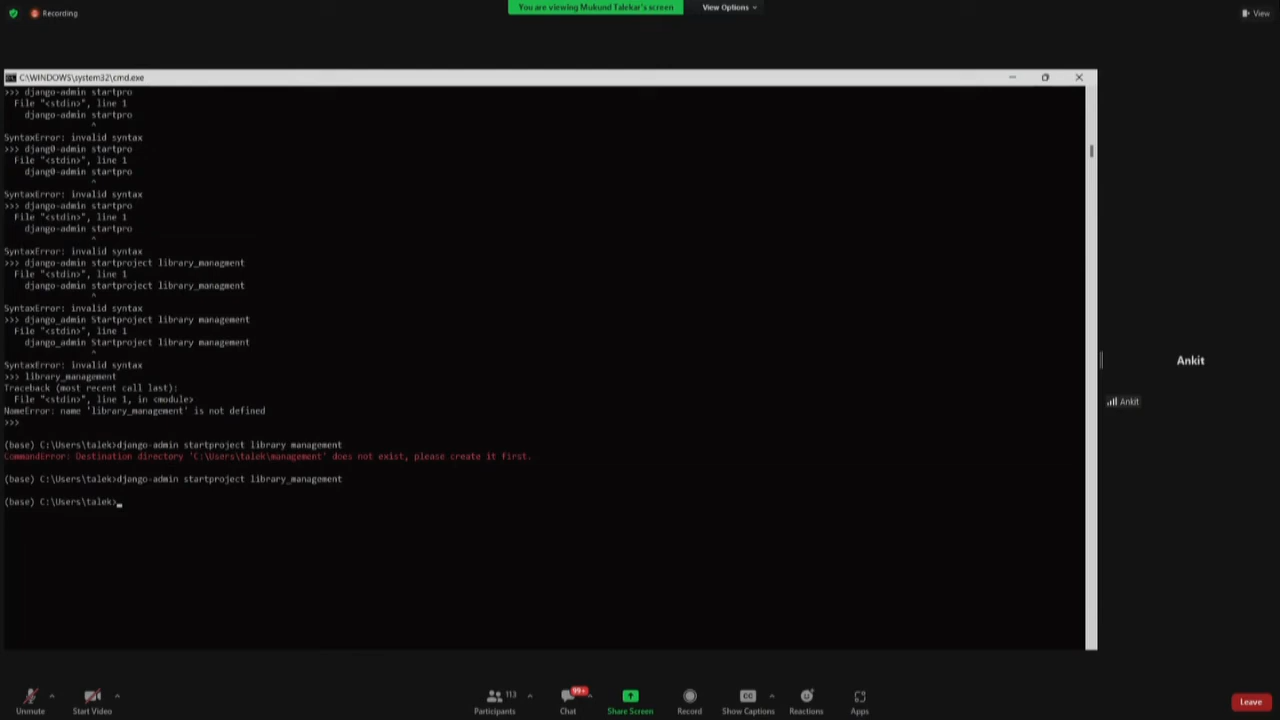 Recording
You are viewing Mukund Talekar's screen
View Options
View
C:\WINDOWS\system32\cmd.exe
>>> django-admin startpro
File "<stdin>", line 1
django-admin startpro
^
SyntaxError: invalid syntax
>>> djang0-admin startpro
File "<stdin>", line 1
djang0-admin startpro
^
SyntaxError: invalid syntax
>>> django-admin startpro
File "<stdin>", line 1
django-admin startpro
^
SyntaxError: invalid syntax
>>> django-admin startproject library_managment
File "<stdin>", line 1
django-admin startproject library_managment
^
SyntaxError: invalid syntax
>>> django_admin Startproject library management
File "<stdin>", line 1
django_admin Startproject library management
^
SyntaxError: invalid syntax
>>> library_management
Traceback (most recent call last):
File "<stdin>", line 1, in <module>
NameError: name 'library_management' is not defined
>>>
(base) C:\Users\talek>django-admin startproject library management
CommandError: Destination directory 'C:\Users\talek\management' does not exist, please create it first.
(base) C:\Users\talek>django-admin startproject library_management
(base) C:\Users\talek>_
Ankit
Ankit
Unmute
Start Video
113
Participants
99+
Chat
Share Screen
Record
CC
Show Captions
Reactions
Apps
Leave